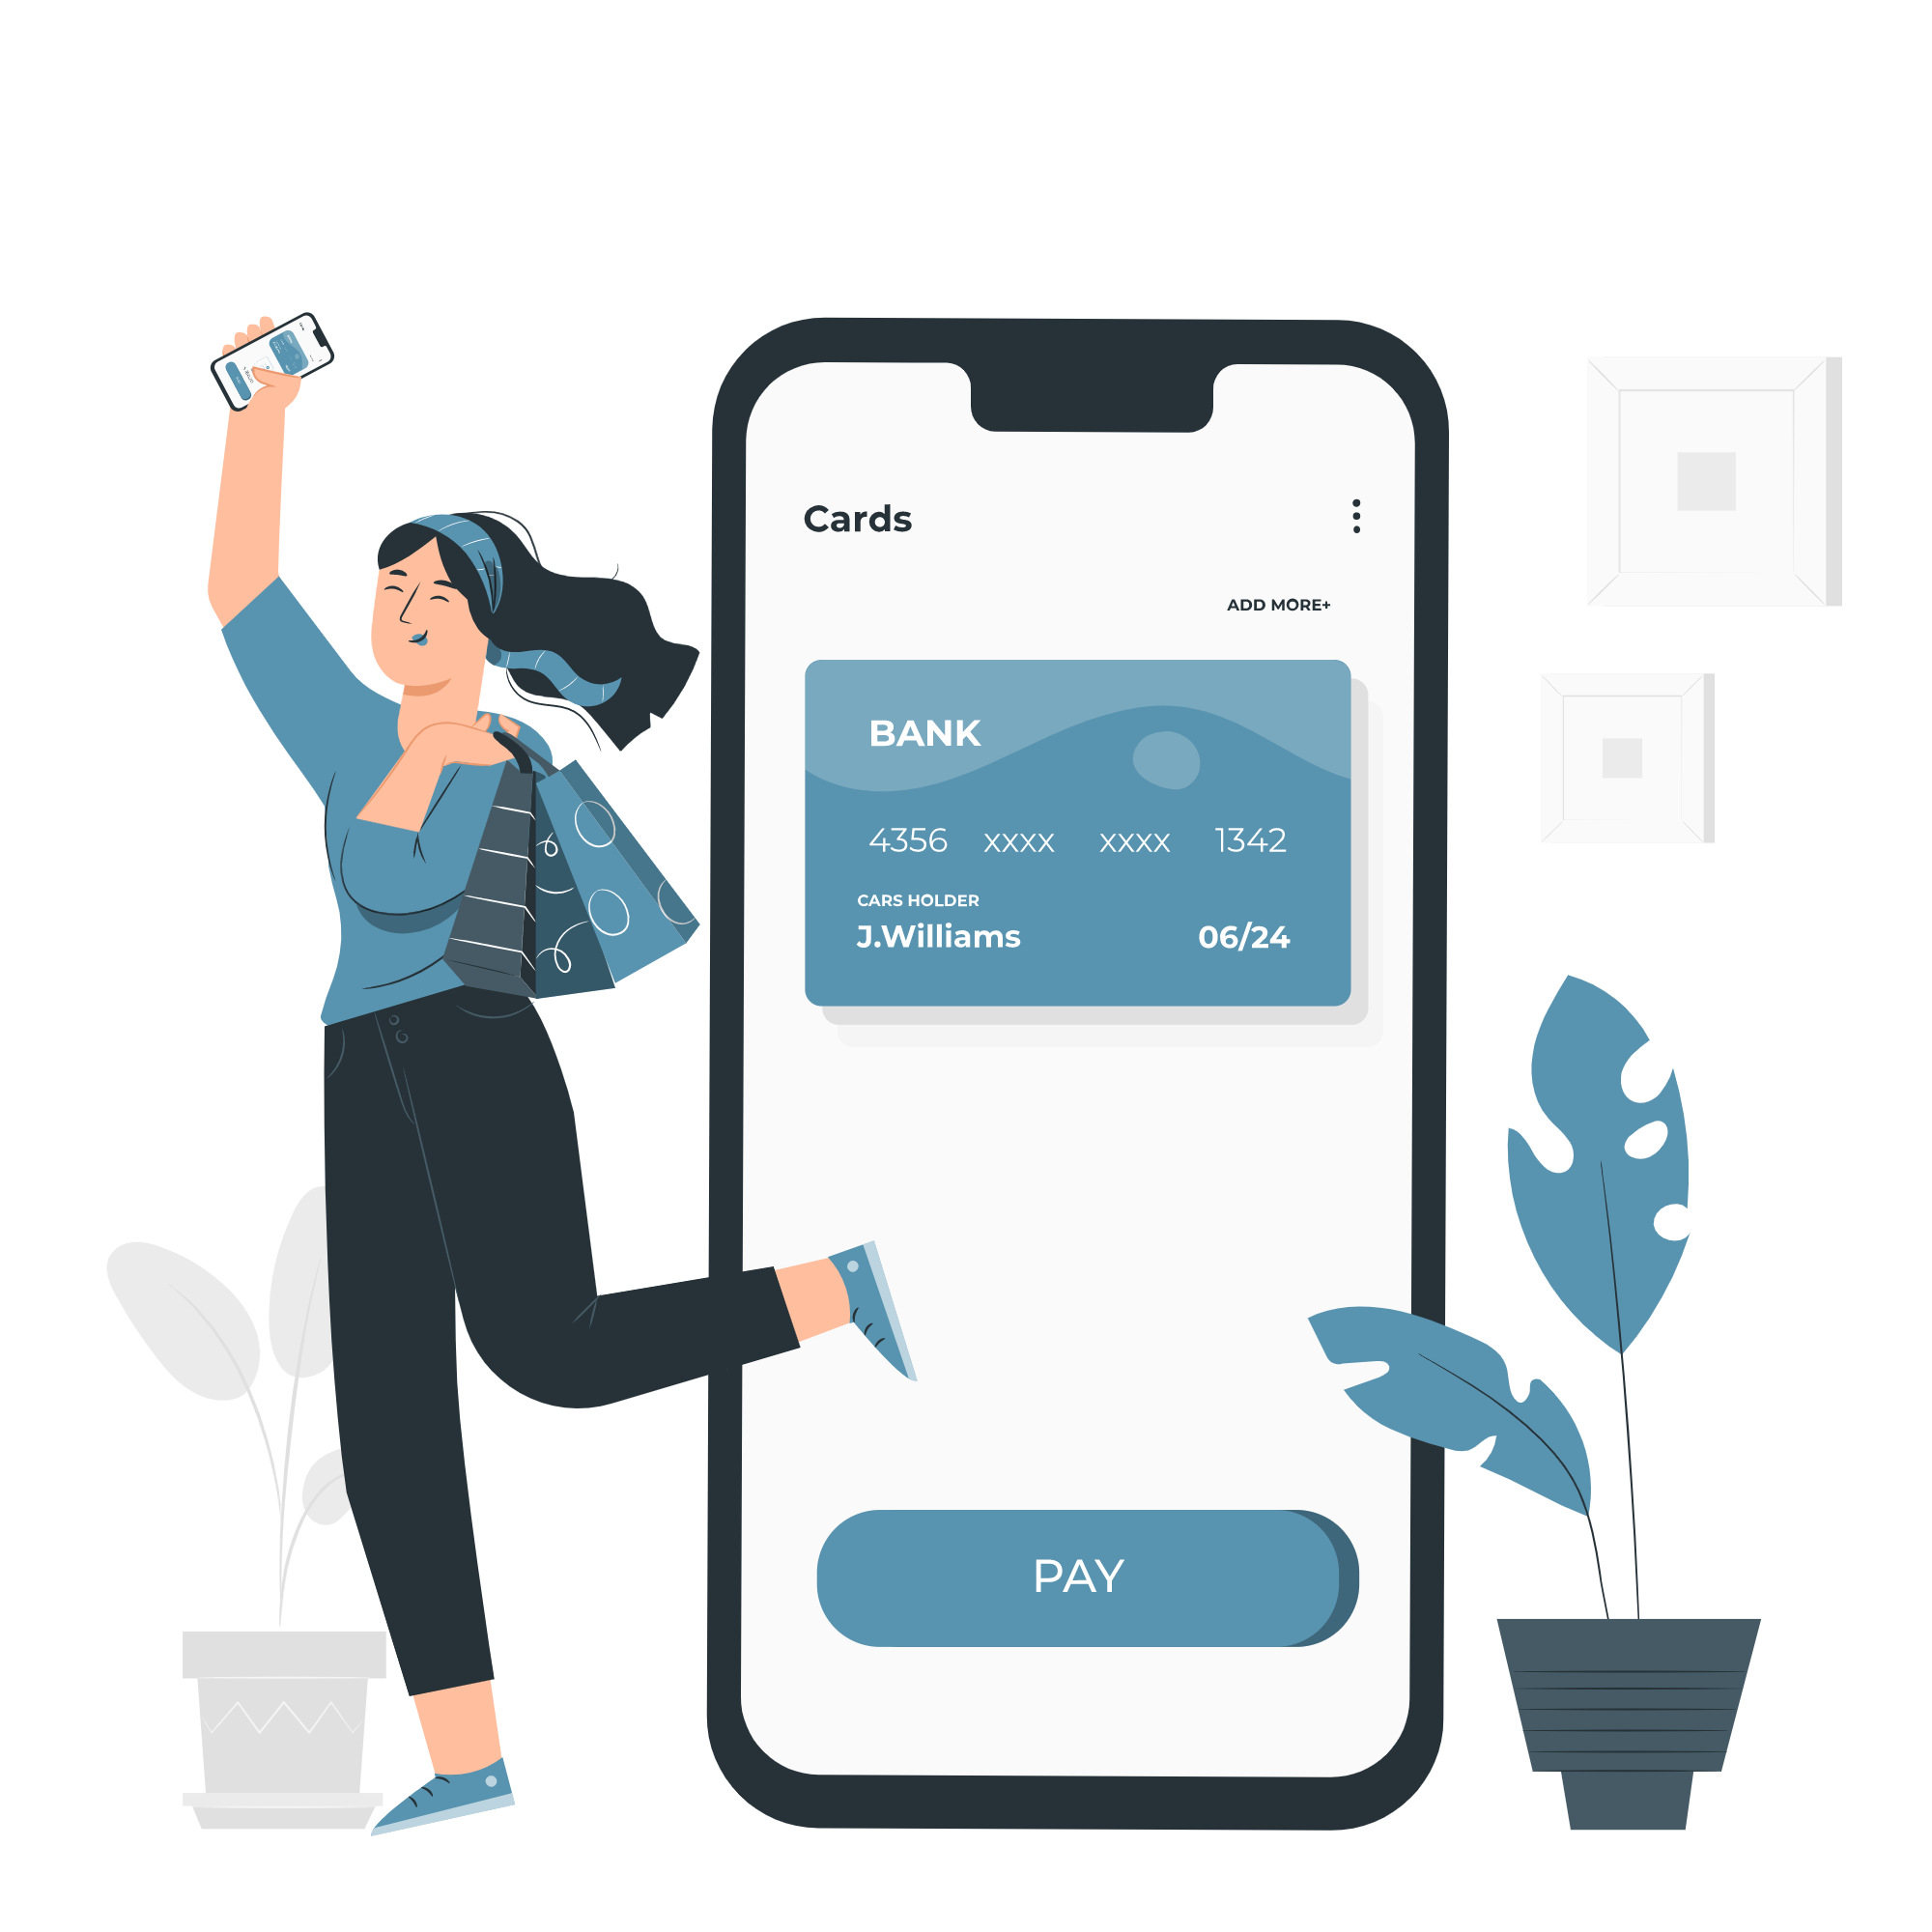 Cards
ADD MORE+
BANK
4356 xxxx xxxx 1342
CARS HOLDER
J.Williams 06/24
PAY